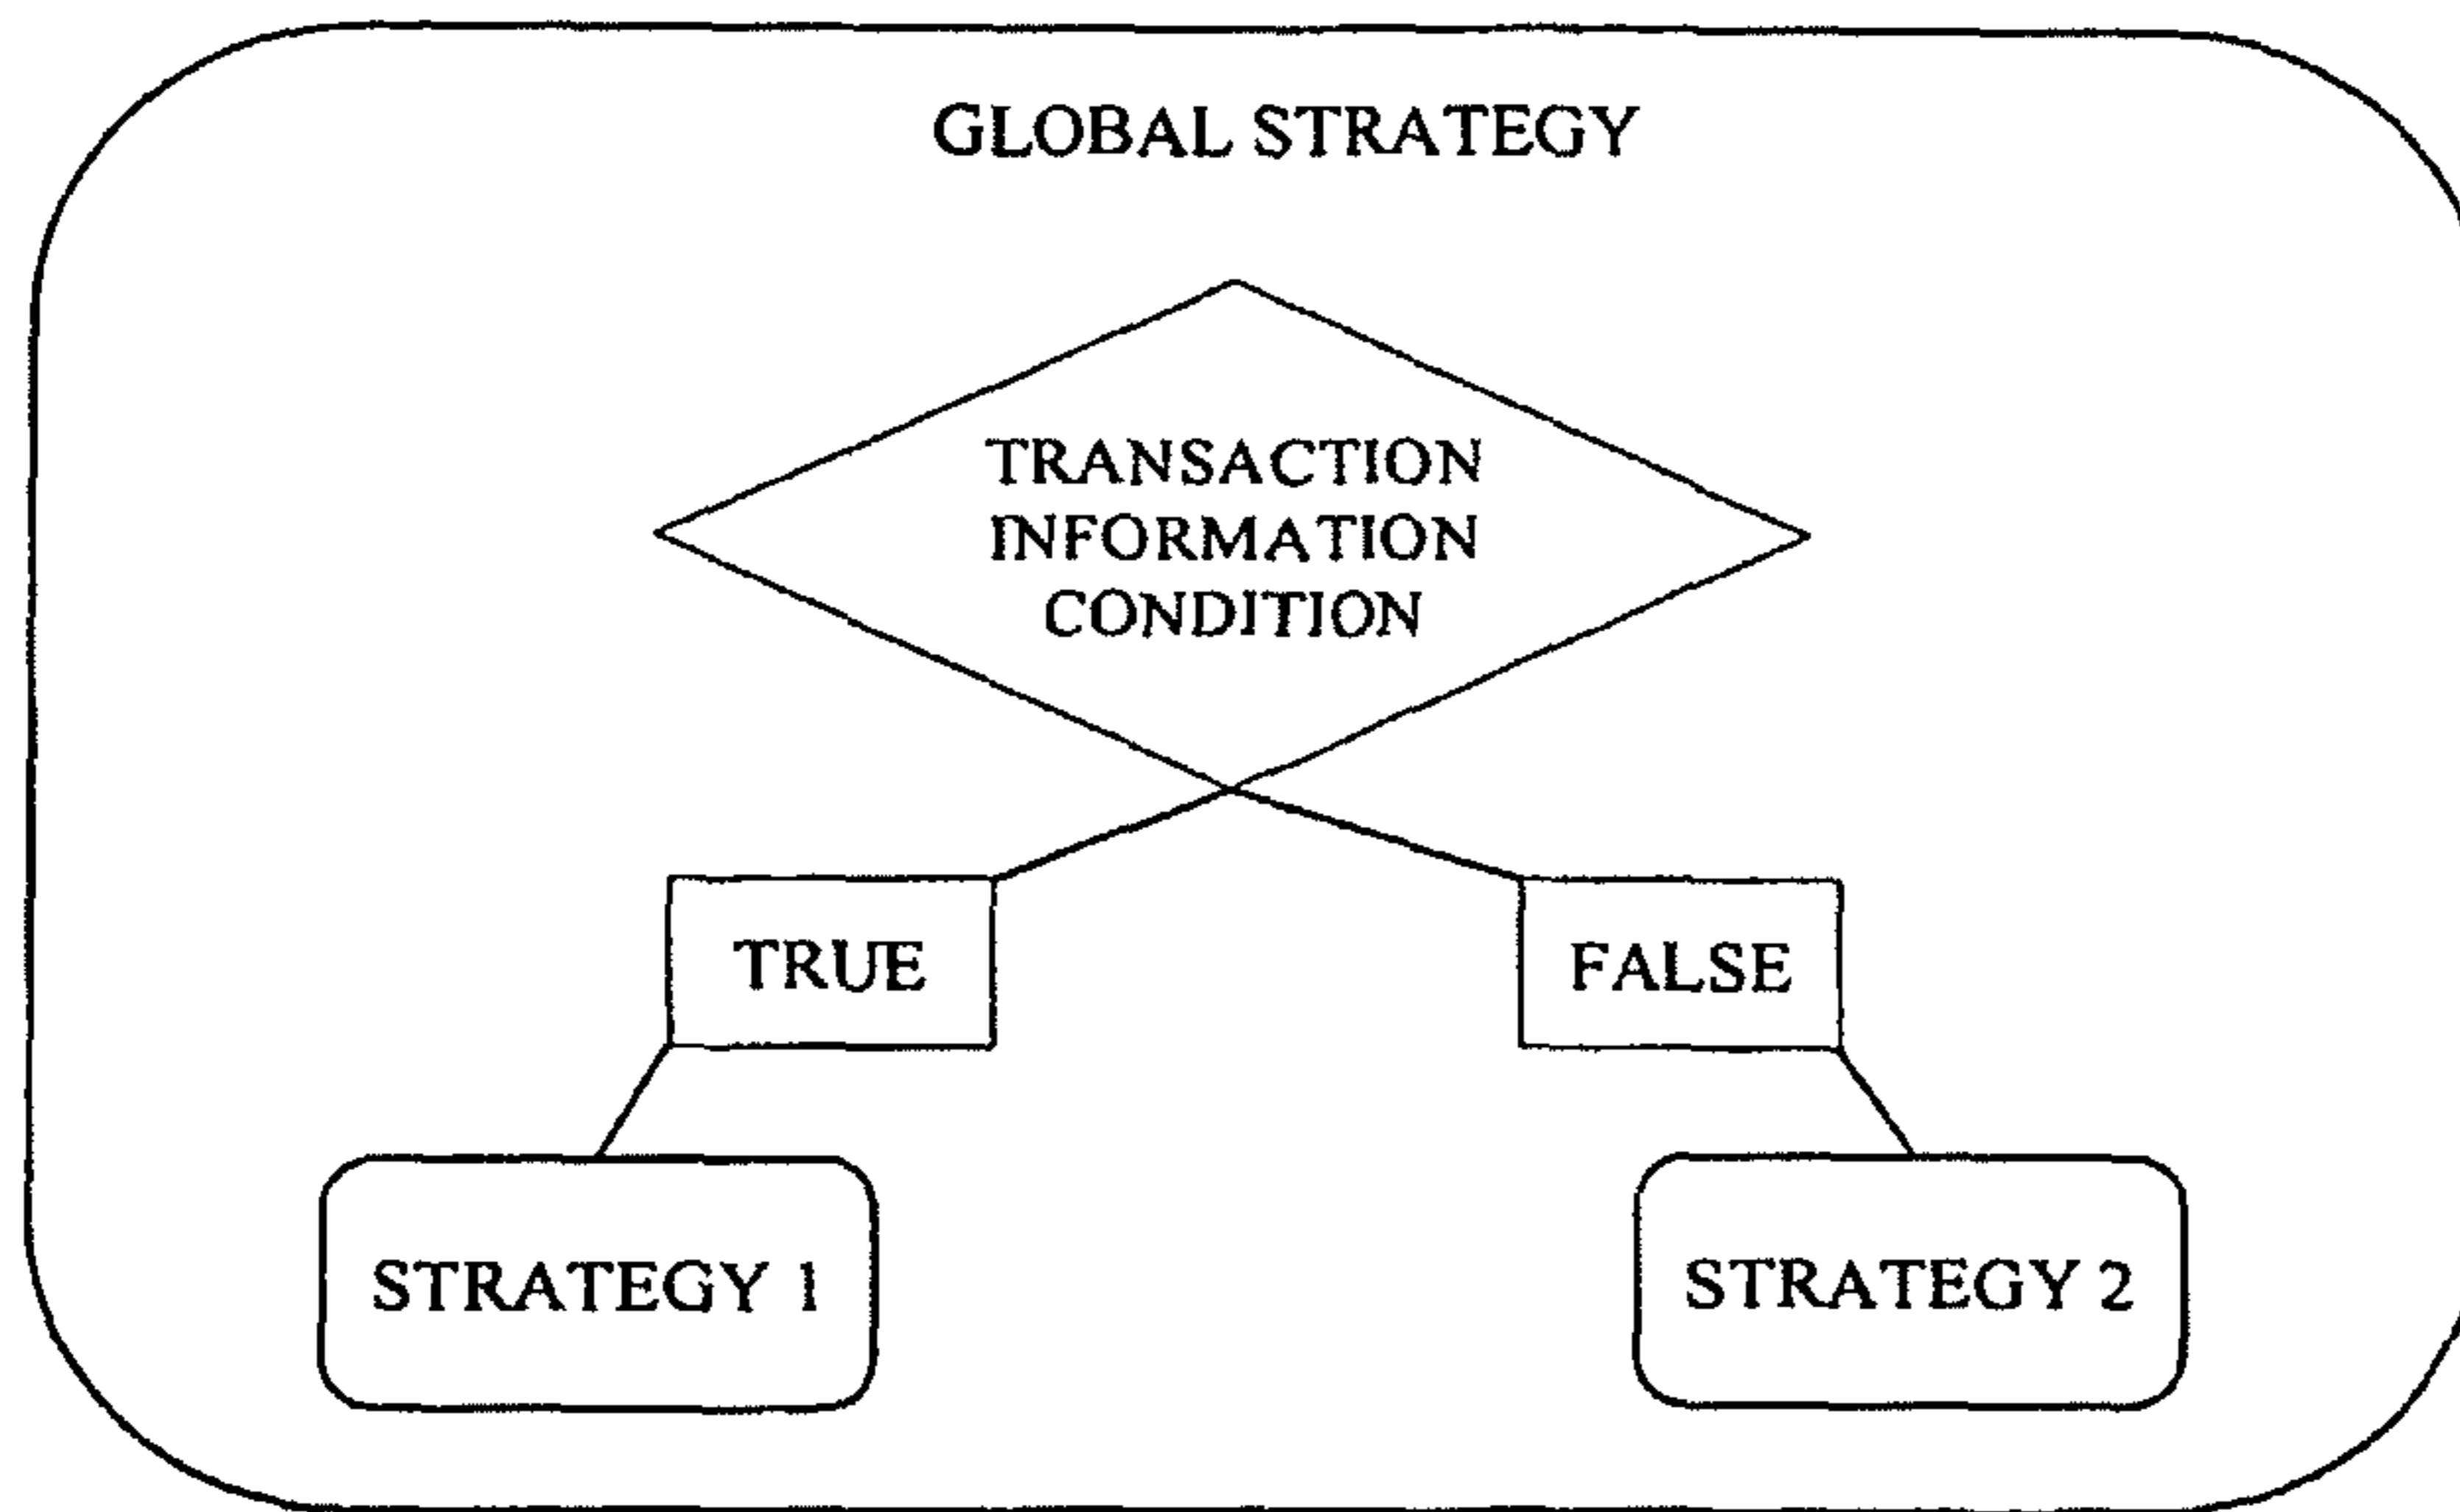 GLOBAL STRATEGY
TRANSACTION
INFORMATION
CONDITION
TRUE
FALSE
STRATEGY 1
STRATEGY 2